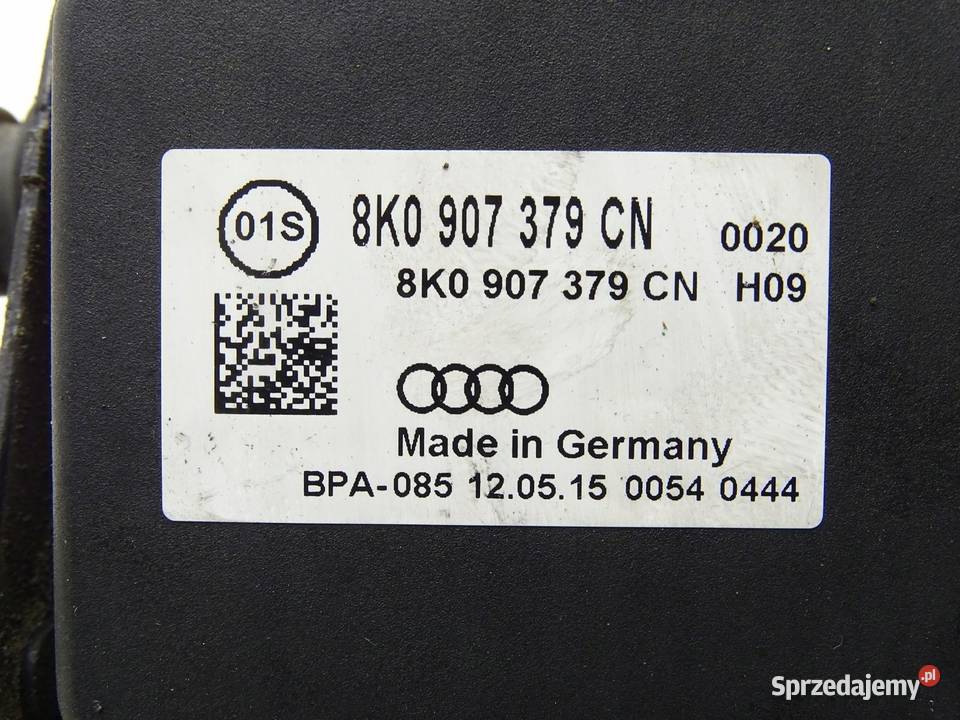 01S 8K0 907 379 CN 0020
8K0 907 379 CN H09
Made in Germany
BPA-085 12.05.15 0054 0444
Sprzedajemy.pl